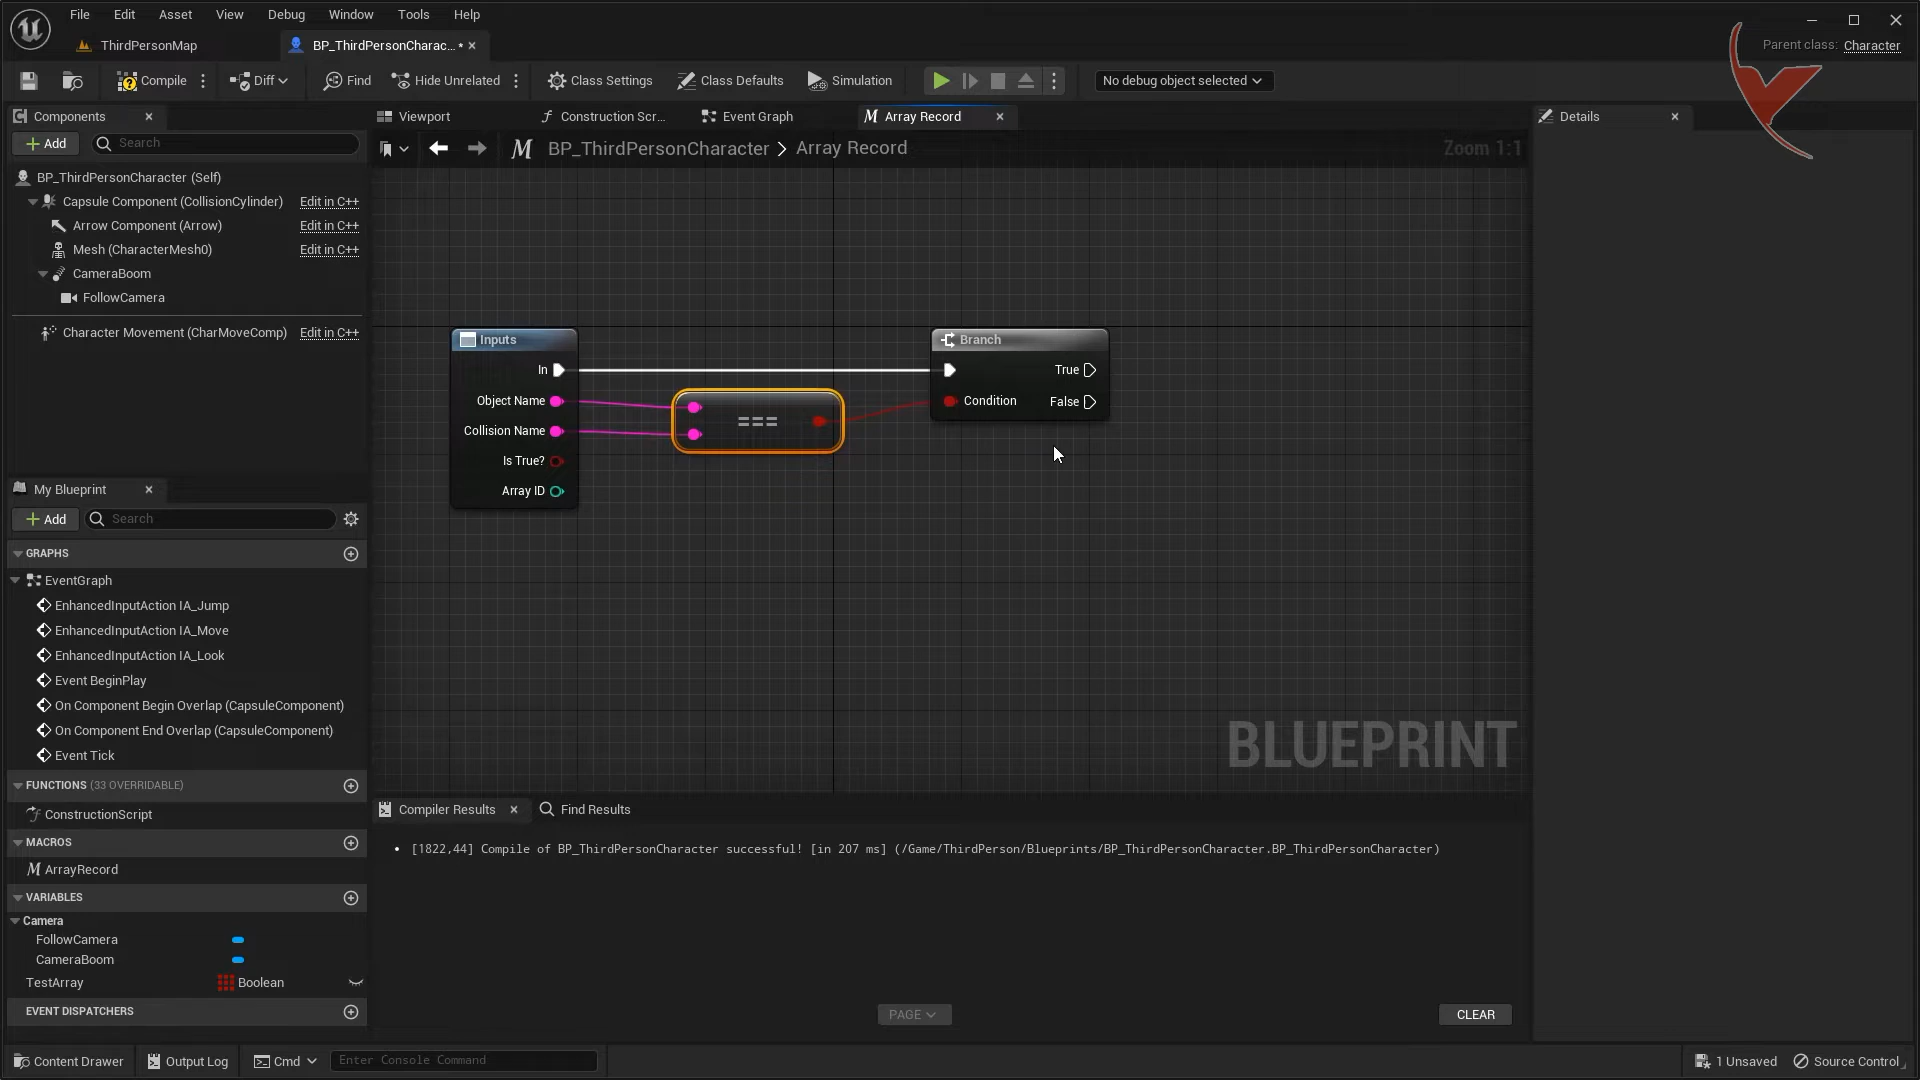 File Edit Asset View Debug Window Tools Help
ThirdPersonMap
BP_ThirdPersonCharac... •
Parent class: Character
Compile
Diff
Find
Hide Unrelated
Class Settings
Class Defaults
Simulation
No debug object selected
Components
Viewport
Construction Scr...
Event Graph
Array Record
Details
Add
Search
BP_ThirdPersonCharacter > Array Record
Zoom 1:1
BP_ThirdPersonCharacter (Self)
Capsule Component (CollisionCylinder) Edit in C++
Arrow Component (Arrow) Edit in C++
Mesh (CharacterMesh0) Edit in C++
CameraBoom
FollowCamera
Character Movement (CharMoveComp) Edit in C++
Inputs
In
Object Name
Collision Name
Is True?
Array ID
===
Branch
True
Condition
False
BLUEPRINT
My Blueprint
Add
Search
GRAPHS
EventGraph
EnhancedInputAction IA_Jump
EnhancedInputAction IA_Move
EnhancedInputAction IA_Look
Event BeginPlay
On Component Begin Overlap (CapsuleComponent)
On Component End Overlap (CapsuleComponent)
Event Tick
FUNCTIONS (33 OVERRIDABLE)
ConstructionScript
MACROS
ArrayRecord
VARIABLES
Camera
FollowCamera
CameraBoom
TestArray Boolean
EVENT DISPATCHERS
Compiler Results
Find Results
• [1822,44] Compile of BP_ThirdPersonCharacter successful! [in 207 ms] (/Game/ThirdPerson/Blueprints/BP_ThirdPersonCharacter.BP_ThirdPersonCharacter)
PAGE
CLEAR
Content Drawer
Output Log
Cmd
Enter Console Command
1 Unsaved
Source Control